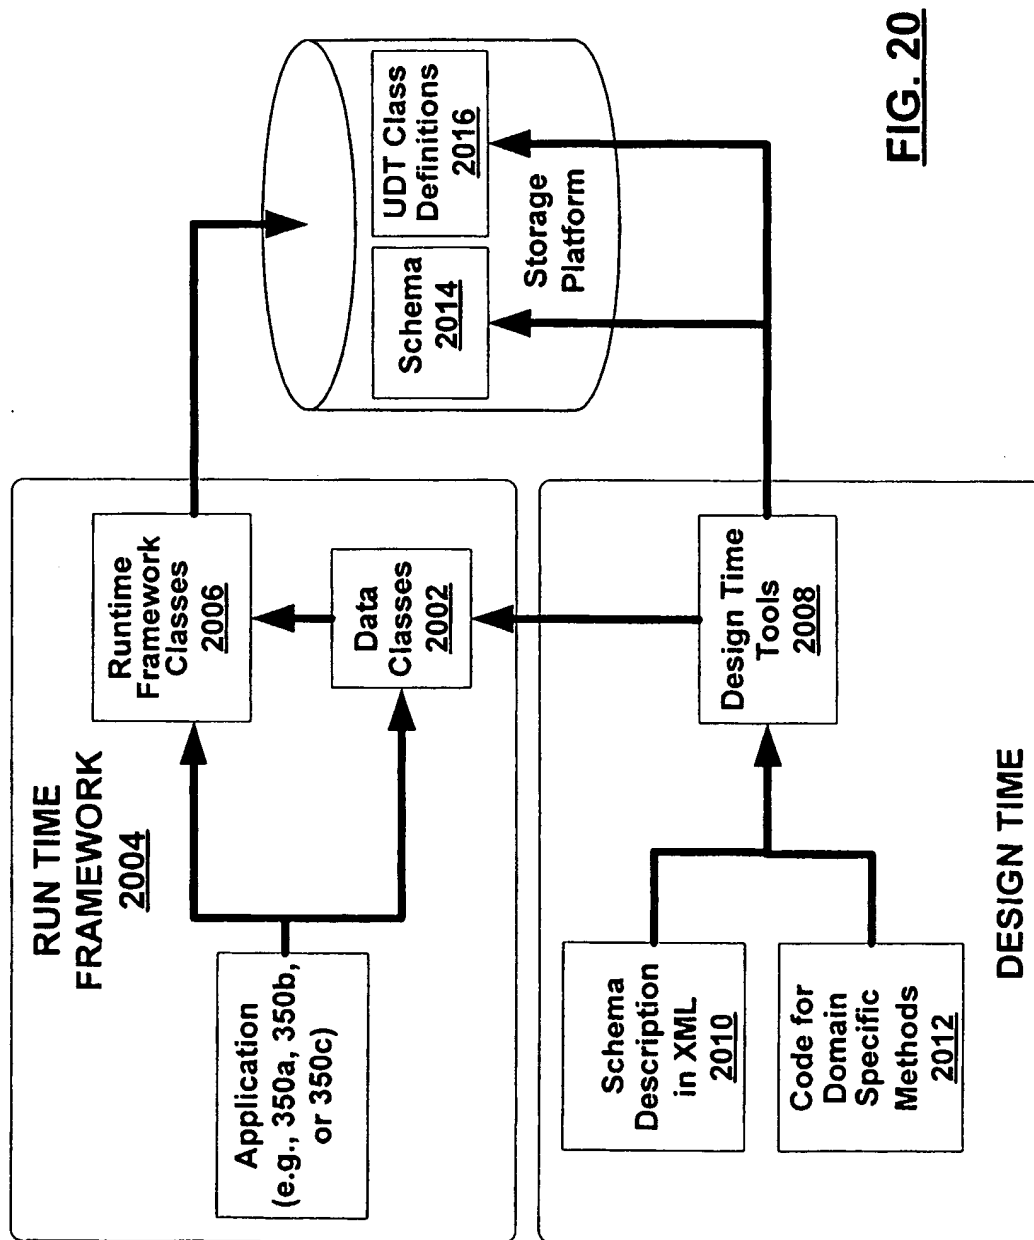 RUN TIME
FRAMEWORK
2004
Application
(e.g., 350a, 350b,
or 350c)
Runtime
Framework
Classes
2006
Data
Classes
2002
Schema
2014
UDT Class
Definitions
2016
Storage
Platform
Schema
Description
in XML
2010
Code for
Domain
Specific
Methods
2012
Design Time
Tools
2008
DESIGN TIME
FIG. 20